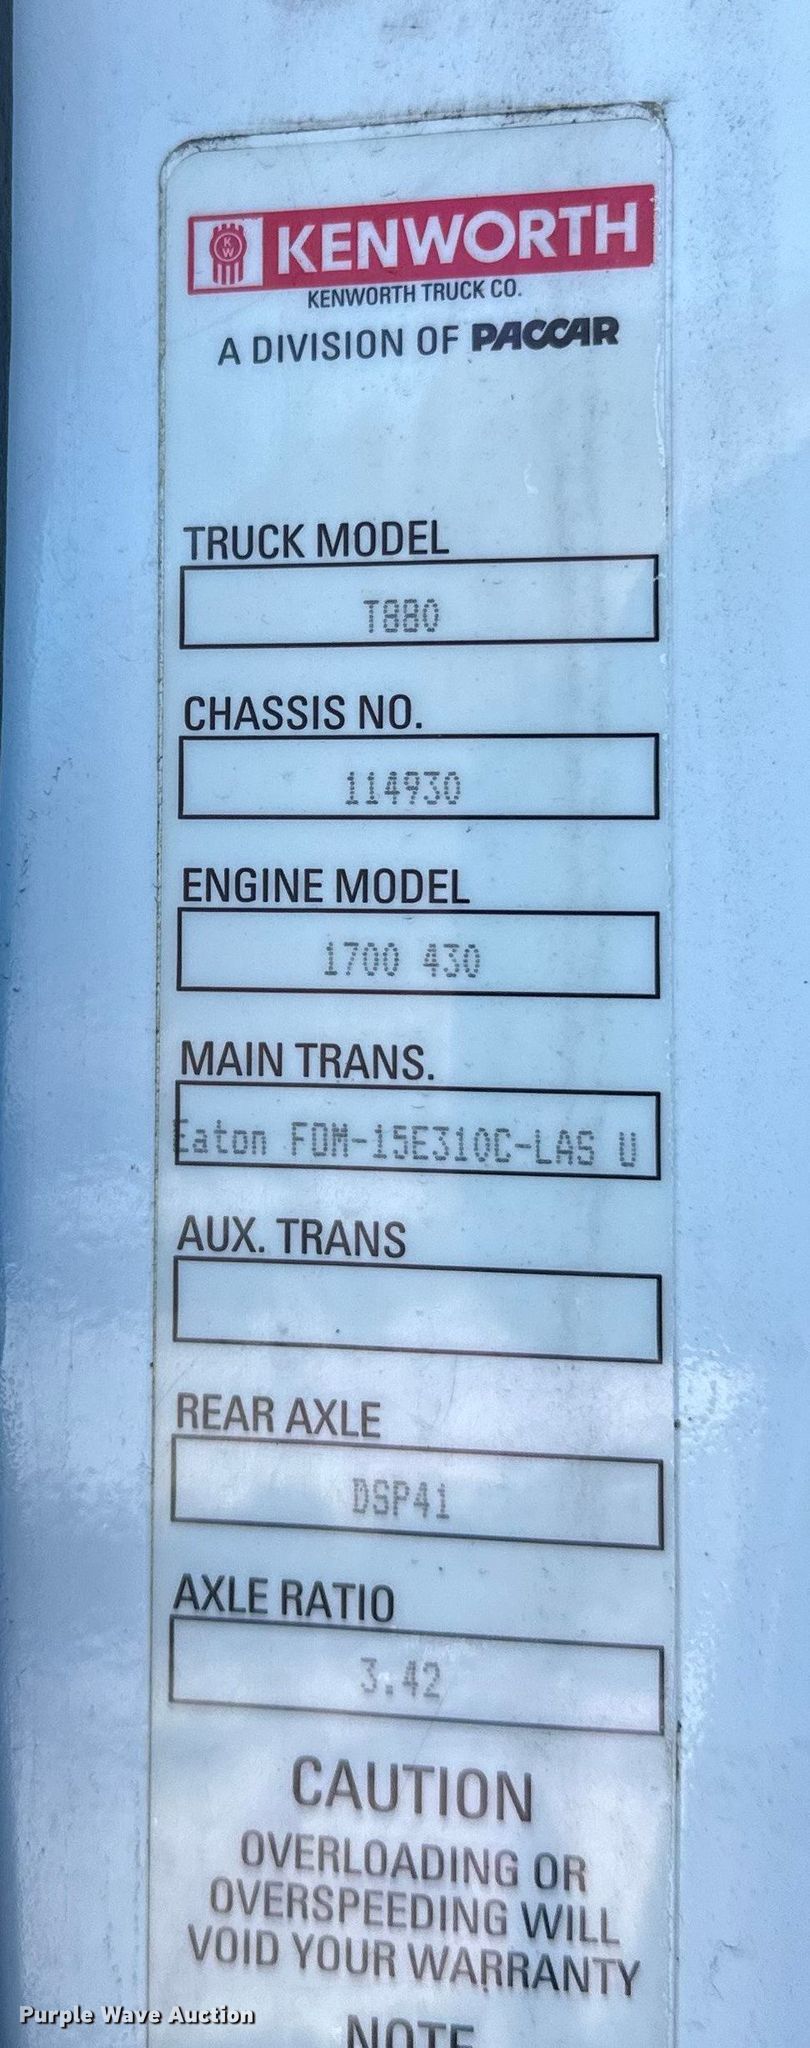 KW KENWORTH
KENWORTH TRUCK CO.
A DIVISION OF PACCAR
TRUCK MODEL
T880
CHASSIS NO.
114930
ENGINE MODEL
1700 430
MAIN TRANS.
Eaton FOM-15E310C-LAS U
AUX. TRANS
REAR AXLE
DSP41
AXLE RATIO
3.42
CAUTION
OVERLOADING OR
OVERSPEEDING WILL
VOID YOUR WARRANTY
NOTE
Purple Wave Auction